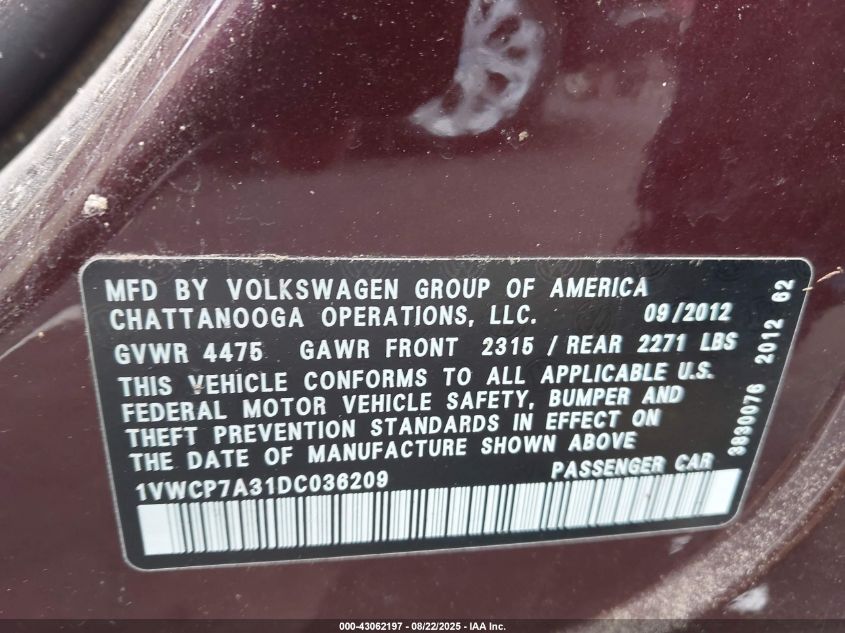 MFD BY VOLKSWAGEN GROUP OF AMERICA
CHATTANOOGA OPERATIONS, LLC. 09/2012
GVWR 4475 GAWR FRONT 2315 / REAR 2271 LBS
THIS VEHICLE CONFORMS TO ALL APPLICABLE U.S.
FEDERAL MOTOR VEHICLE SAFETY, BUMPER AND
THEFT PREVENTION STANDARDS IN EFFECT ON
THE DATE OF MANUFACTURE SHOWN ABOVE
1VWCP7A31DC036209 PASSENGER CAR
3830076 2012 62
000-43062197 - 08/22/2025 - IAA Inc.